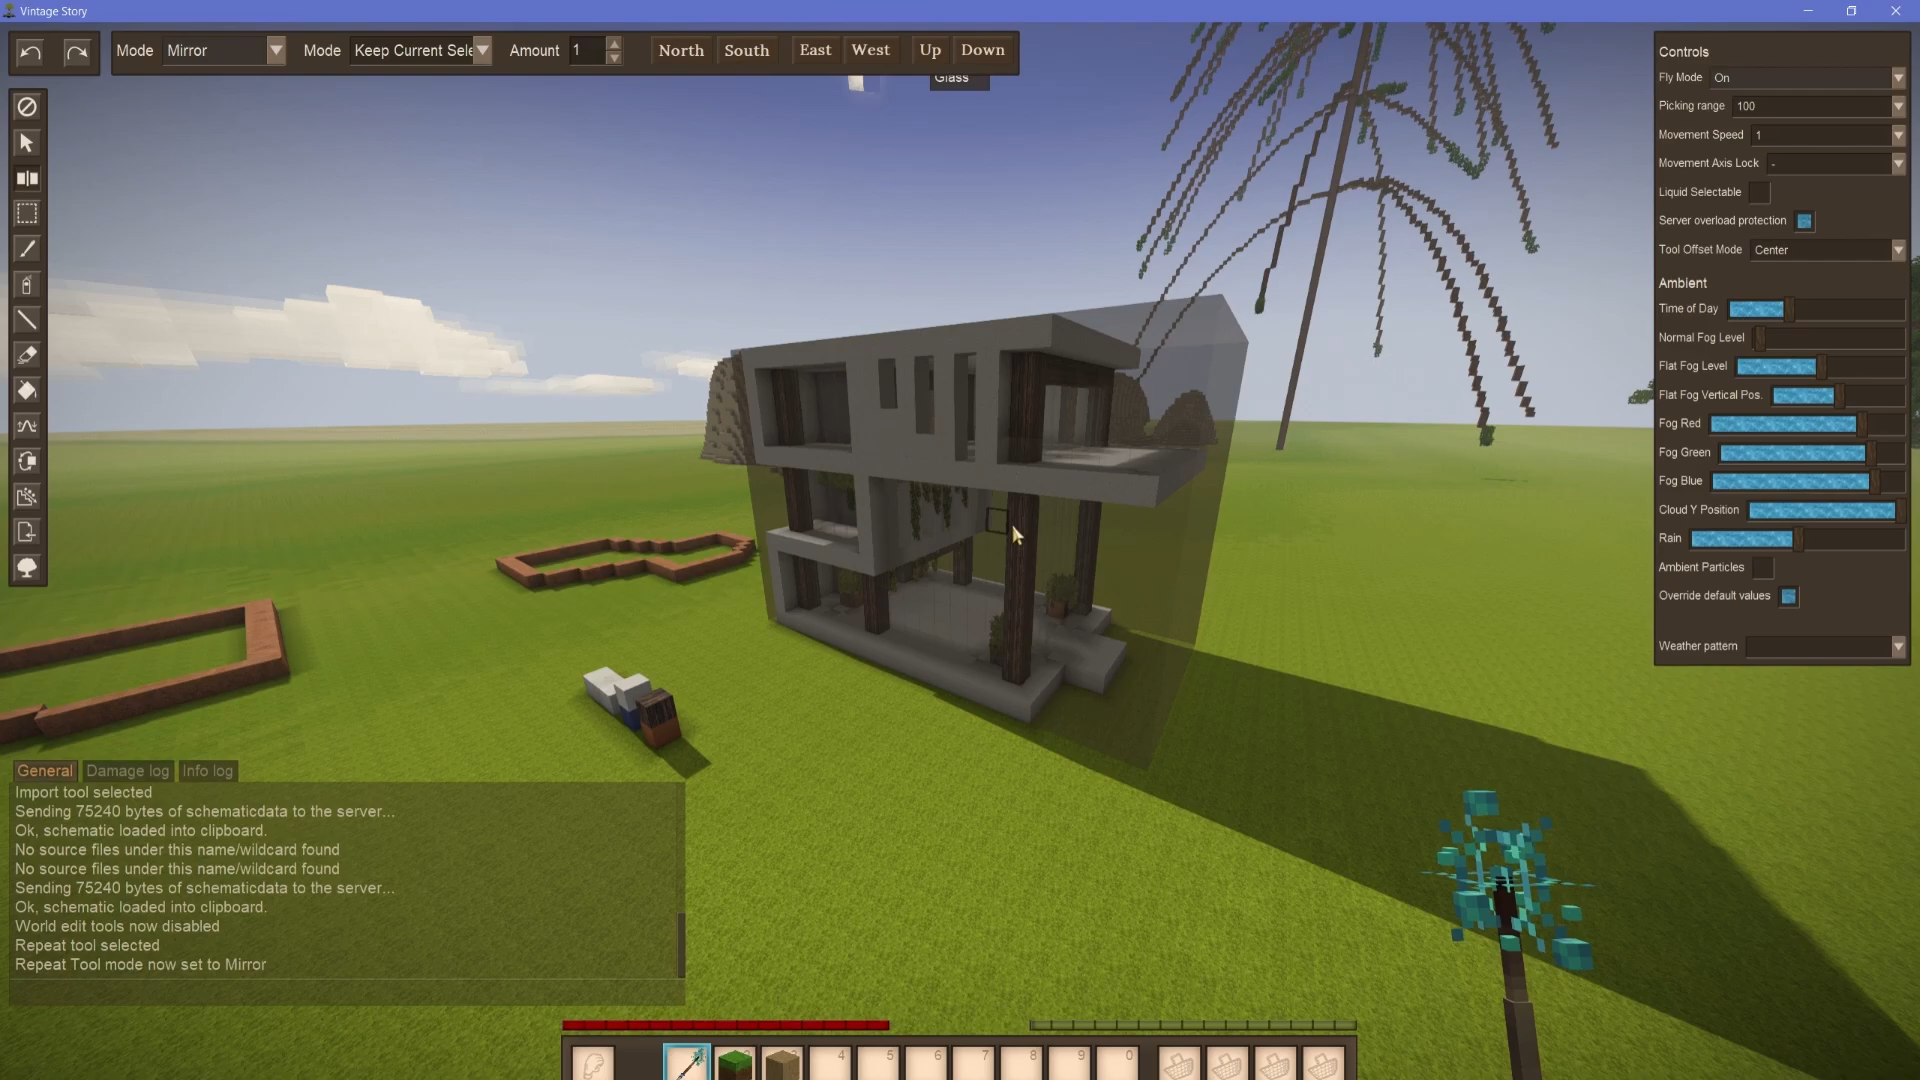 Vintage Story
Mode Mirror Mode Keep Current Sele Amount 1 North South East West Up Down
Glass
Controls
Fly Mode On
Picking range 100
Movement Speed 1
Movement Axis Lock -
Liquid Selectable
Server overload protection
Tool Offset Mode Center
Ambient
Time of Day
Normal Fog Level
Flat Fog Level
Flat Fog Vertical Pos.
Fog Red
Fog Green
Fog Blue
Cloud Y Position
Rain
Ambient Particles
Override default values
Weather pattern
General Damage log Info log
Import tool selected
Sending 75240 bytes of schematicdata to the server...
Ok, schematic loaded into clipboard.
No source files under this name/wildcard found
No source files under this name/wildcard found
Sending 75240 bytes of schematicdata to the server...
Ok, schematic loaded into clipboard.
World edit tools now disabled
Repeat tool selected
Repeat Tool mode now set to Mirror
4 5 6 7 8 9 0